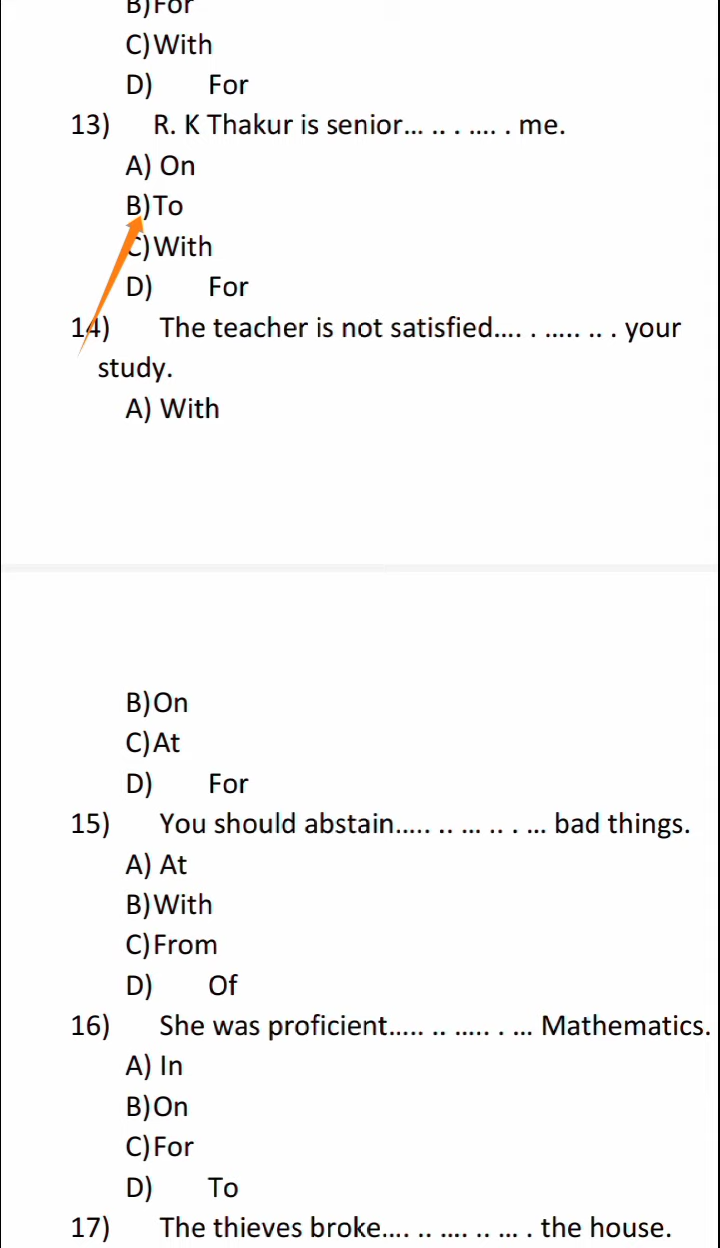 B) For
C) With
D) For
13) R. K Thakur is senior... .. . .... . me.
A) On
B) To
C) With
D) For
14) The teacher is not satisfied.... . ..... .. . your
study.
A) With
B) On
C) At
D) For
15) You should abstain..... .. ... .. . ... bad things.
A) At
B) With
C) From
D) Of
16) She was proficient..... .. ..... . ... Mathematics.
A) In
B) On
C) For
D) To
17) The thieves broke.... .. .... .. ... . the house.